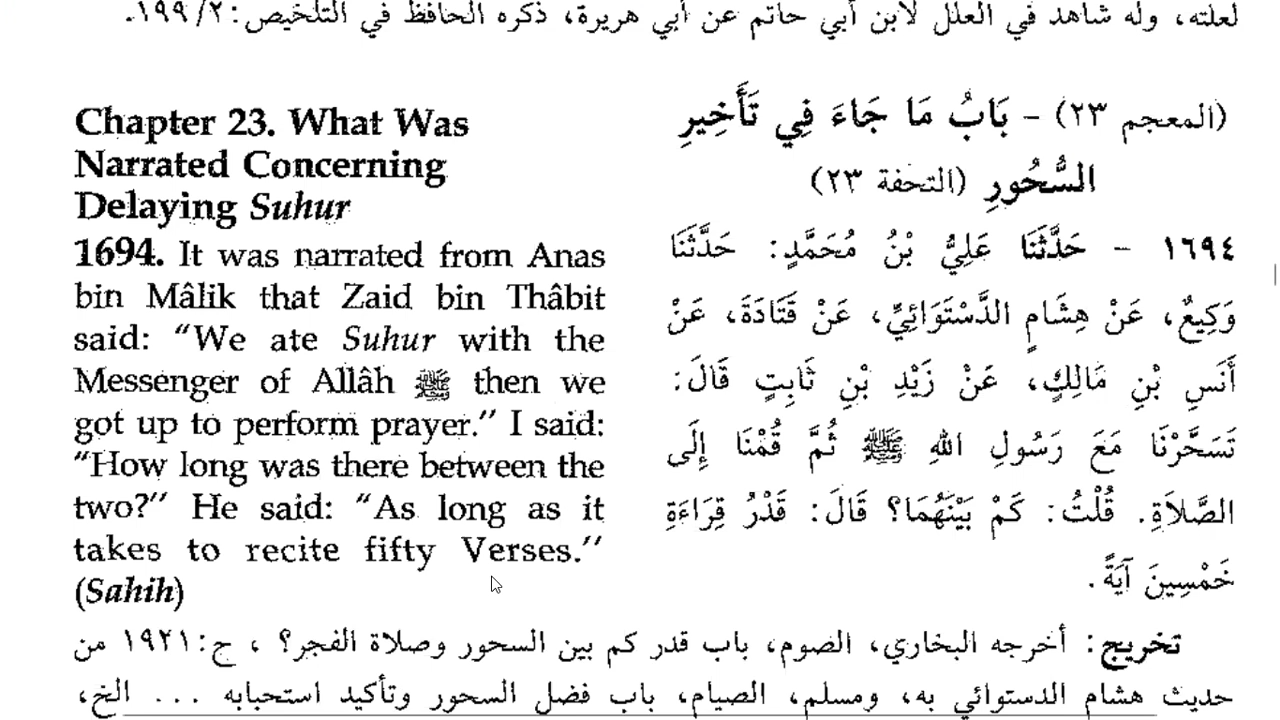 لعلته، وله شاهد في العلل لابن أبي حاتم عن أبي هريرة، ذكره الحافظ في التلخيص: ٢/ ١٩٩.
Chapter 23. What Was
Narrated Concerning
Delaying Suhur
1694. It was narrated from Anas
bin Mâlik that Zaid bin Thâbit
said: “We ate Suhur with the
Messenger of Allâh ﷺ then we
got up to perform prayer.” I said:
“How long was there between the
two?” He said: “As long as it
takes to recite fifty Verses.”
(Sahih)
(المعجم ٢٣) - بَابُ مَا جَاءَ فِي تَأْخِيرِ
السُّحُورِ (التحفة ٢٣)
١٦٩٤ - حَدَّثَنَا عَلِيُّ بْنُ مُحَمَّدٍ: حَدَّثَنَا
وَكِيعٌ، عَنْ هِشَامٍ الدَّسْتَوَائِيِّ، عَنْ قَتَادَةَ، عَنْ
أَنَسِ بْنِ مَالِكٍ، عَنْ زَيْدِ بْنِ ثَابِتٍ قَالَ:
تَسَحَّرْنَا مَعَ رَسُولِ اللهِ ﷺ ثُمَّ قُمْنَا إِلَى
الصَّلَاةِ. قُلْتُ: كَمْ بَيْنَهُمَا؟ قَالَ: قَدْرُ قِرَاءَةِ
خَمْسِينَ آيَةً.
تخريج: أخرجه البخاري، الصوم، باب قدر كم بين السحور وصلاة الفجر؟ ، ح: ١٩٢١ من
حديث هشام الدستوائي به، ومسلم، الصيام، باب فضل السحور وتأكيد استحبابه ... الخ،